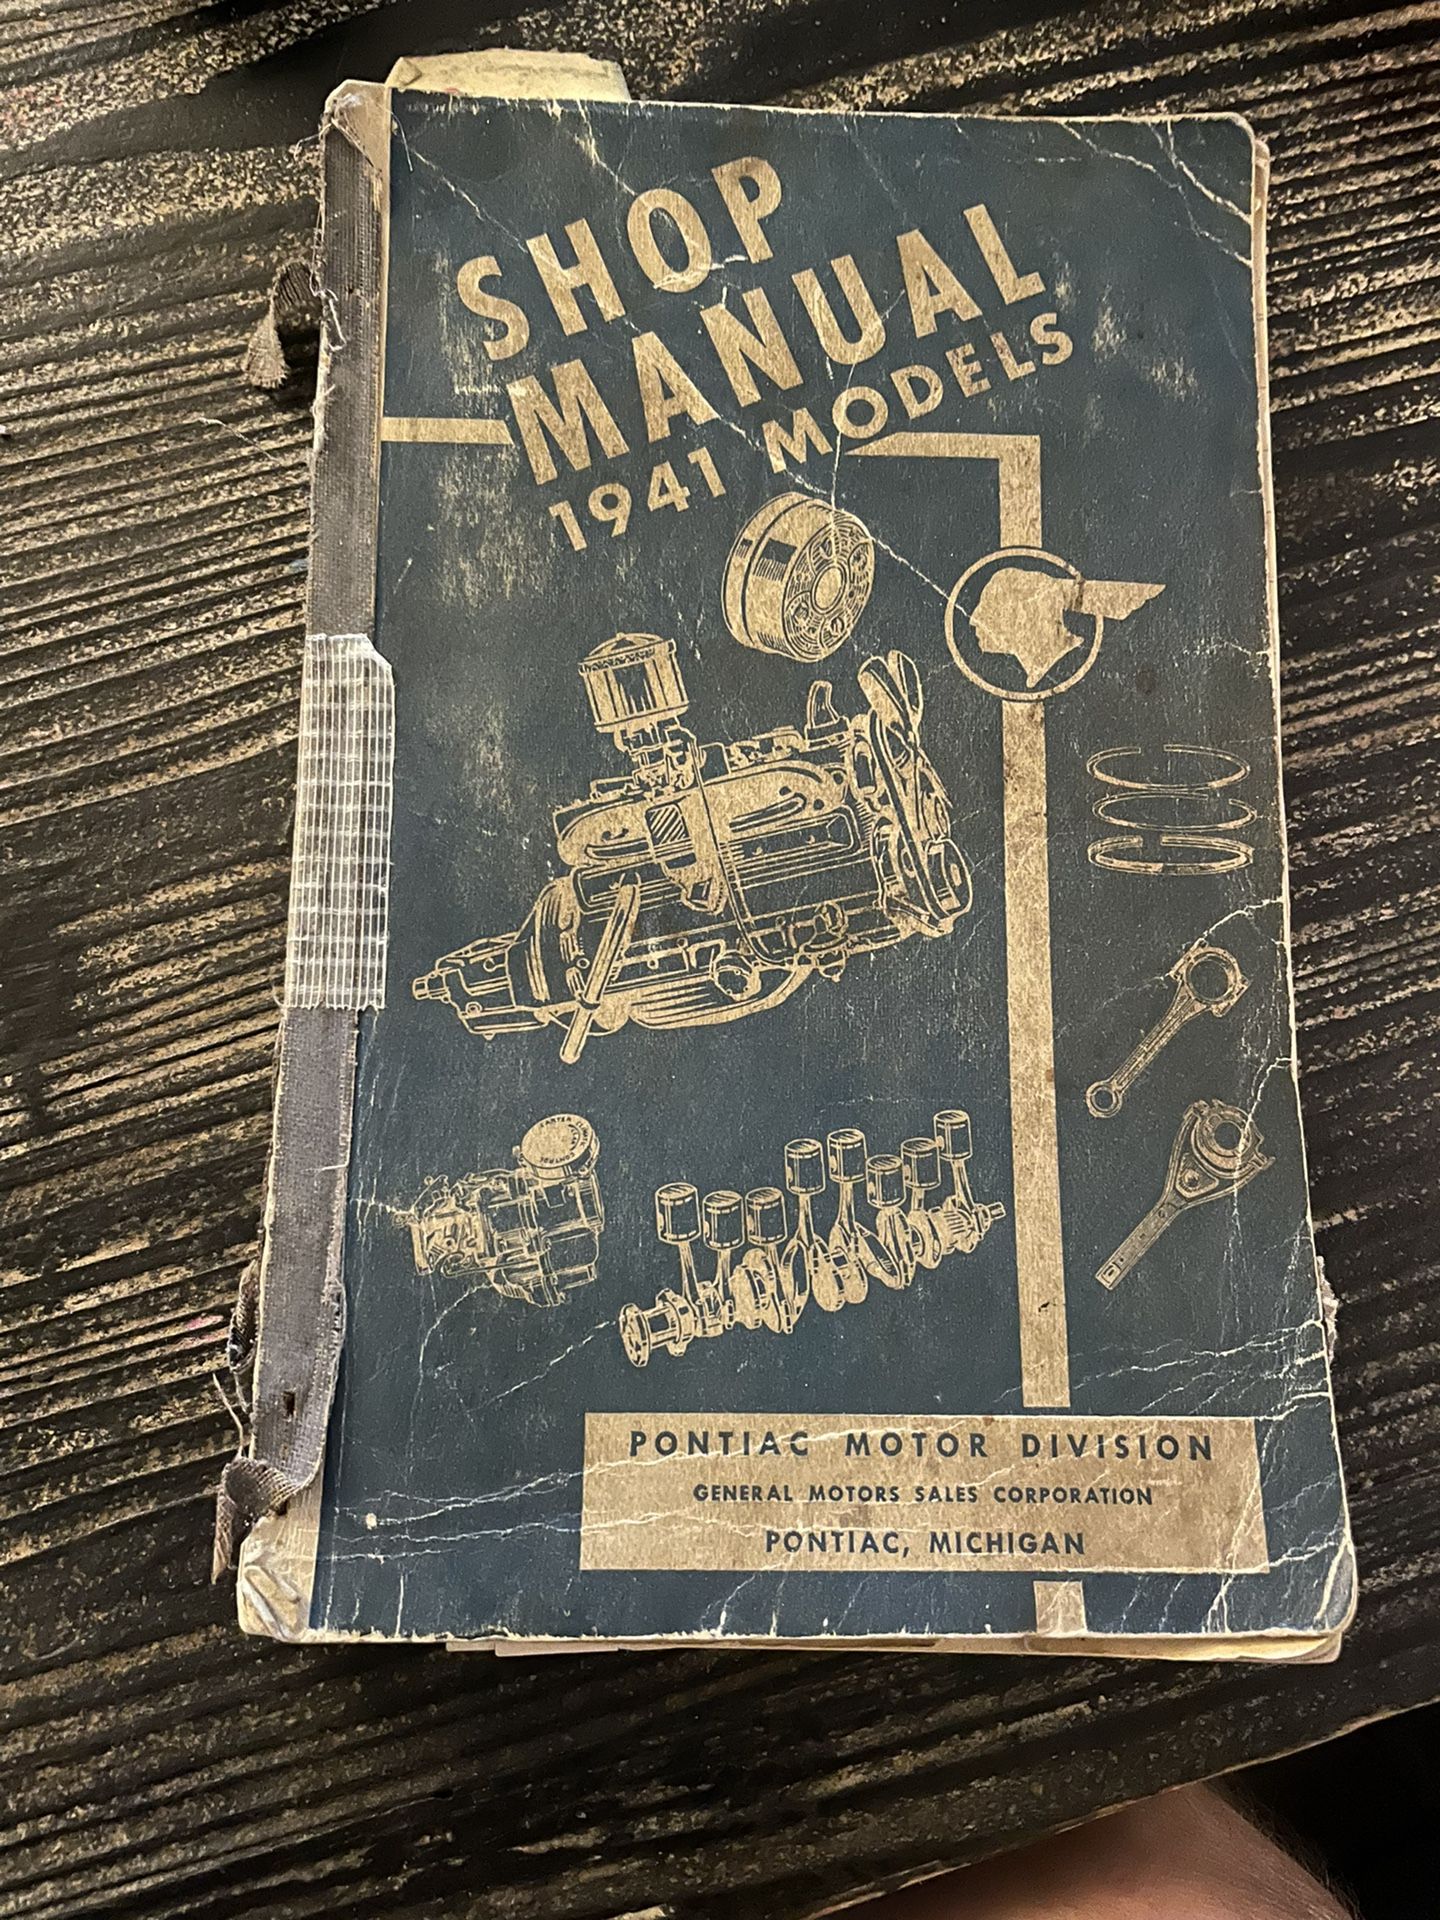 SHOP
MANUAL
1941 MODELS
PONTIAC MOTOR DIVISION
GENERAL MOTORS SALES CORPORATION
PONTIAC, MICHIGAN